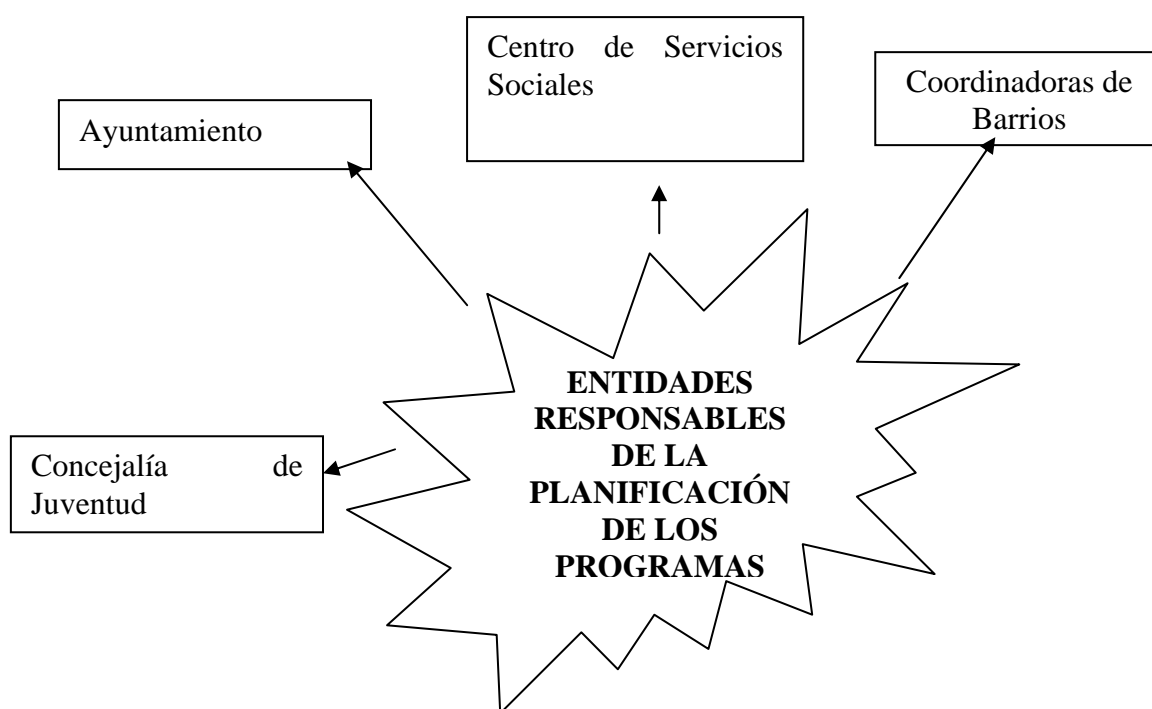 Centro de Servicios
Sociales
Coordinadoras de
Barrios
Ayuntamiento
ENTIDADES
RESPONSABLES
DE LA
PLANIFICACIÓN
DE LOS
PROGRAMAS
Concejalía de
Juventud